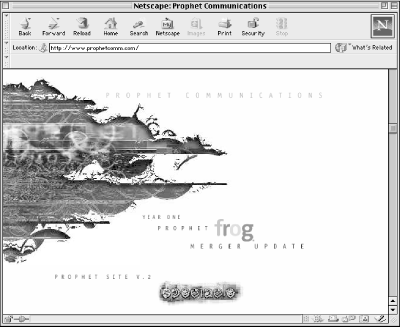 Netscape: Prophet Communications
Back Forward Reload Home Search Netscape Images Print Security Stop
Location: http://www.prophetcomm.com/ What's Related
N
PROPHET COMMUNICATIONS
YEAR ONE
PROPHET frog
MERGER UPDATE
PROPHET SITE V.2